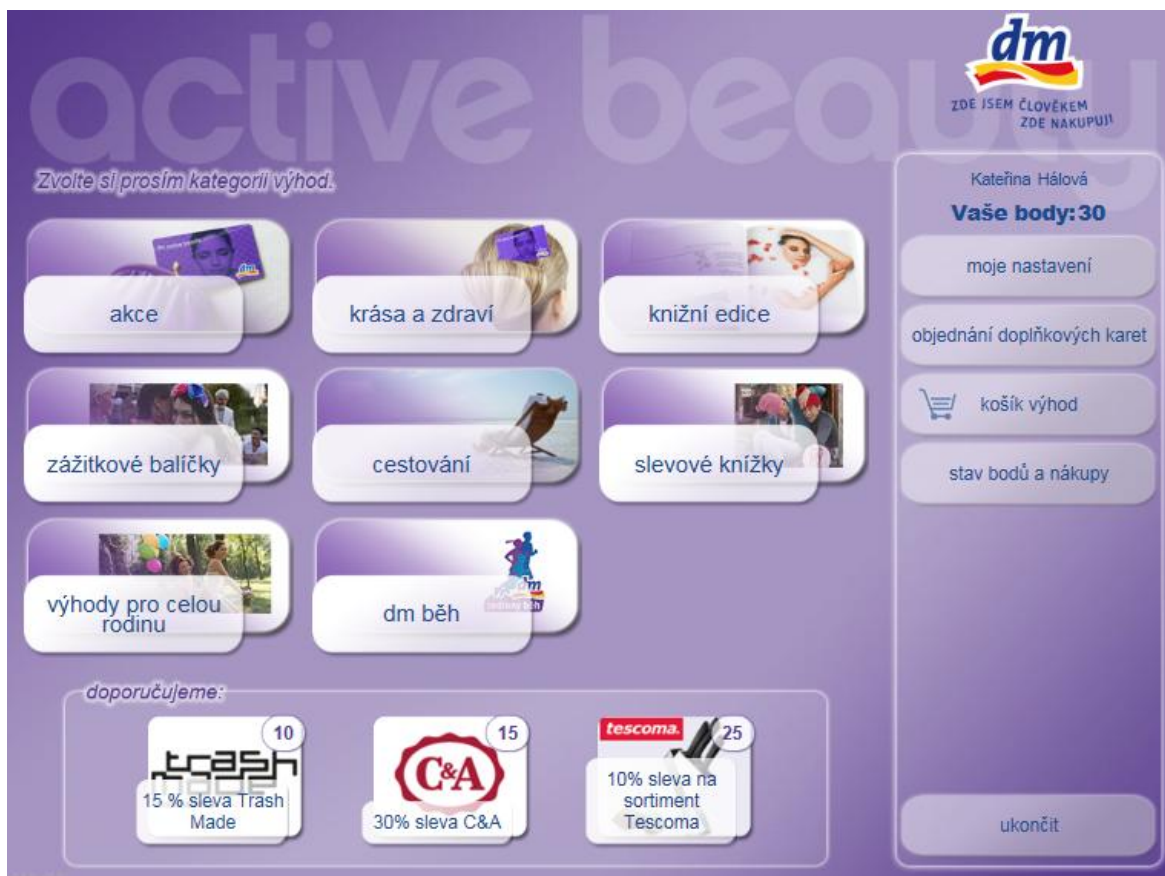 active beauty
dm
ZDE JSEM ČLOVĚKEM
ZDE NAKUPUJI
Zvolte si prosím kategorii výhod.
akce
krása a zdraví
knižní edice
zážitkové balíčky
cestování
slevové knížky
výhody pro celou
rodinu
dm běh
dm
doporučujeme:
10
trash
15 % sleva Trash
Made
15
C&A
30% sleva C&A
tescoma.
25
10% sleva na
sortiment
Tescoma
Kateřina Hálová
Vaše body:30
moje nastavení
objednání doplňkových karet
košík výhod
stav bodů a nákupy
ukončit